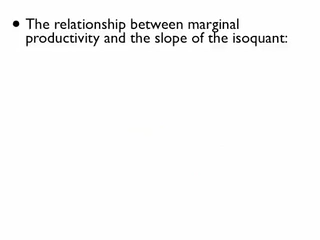 • The relationship between marginal
productivity and the slope of the isoquant: